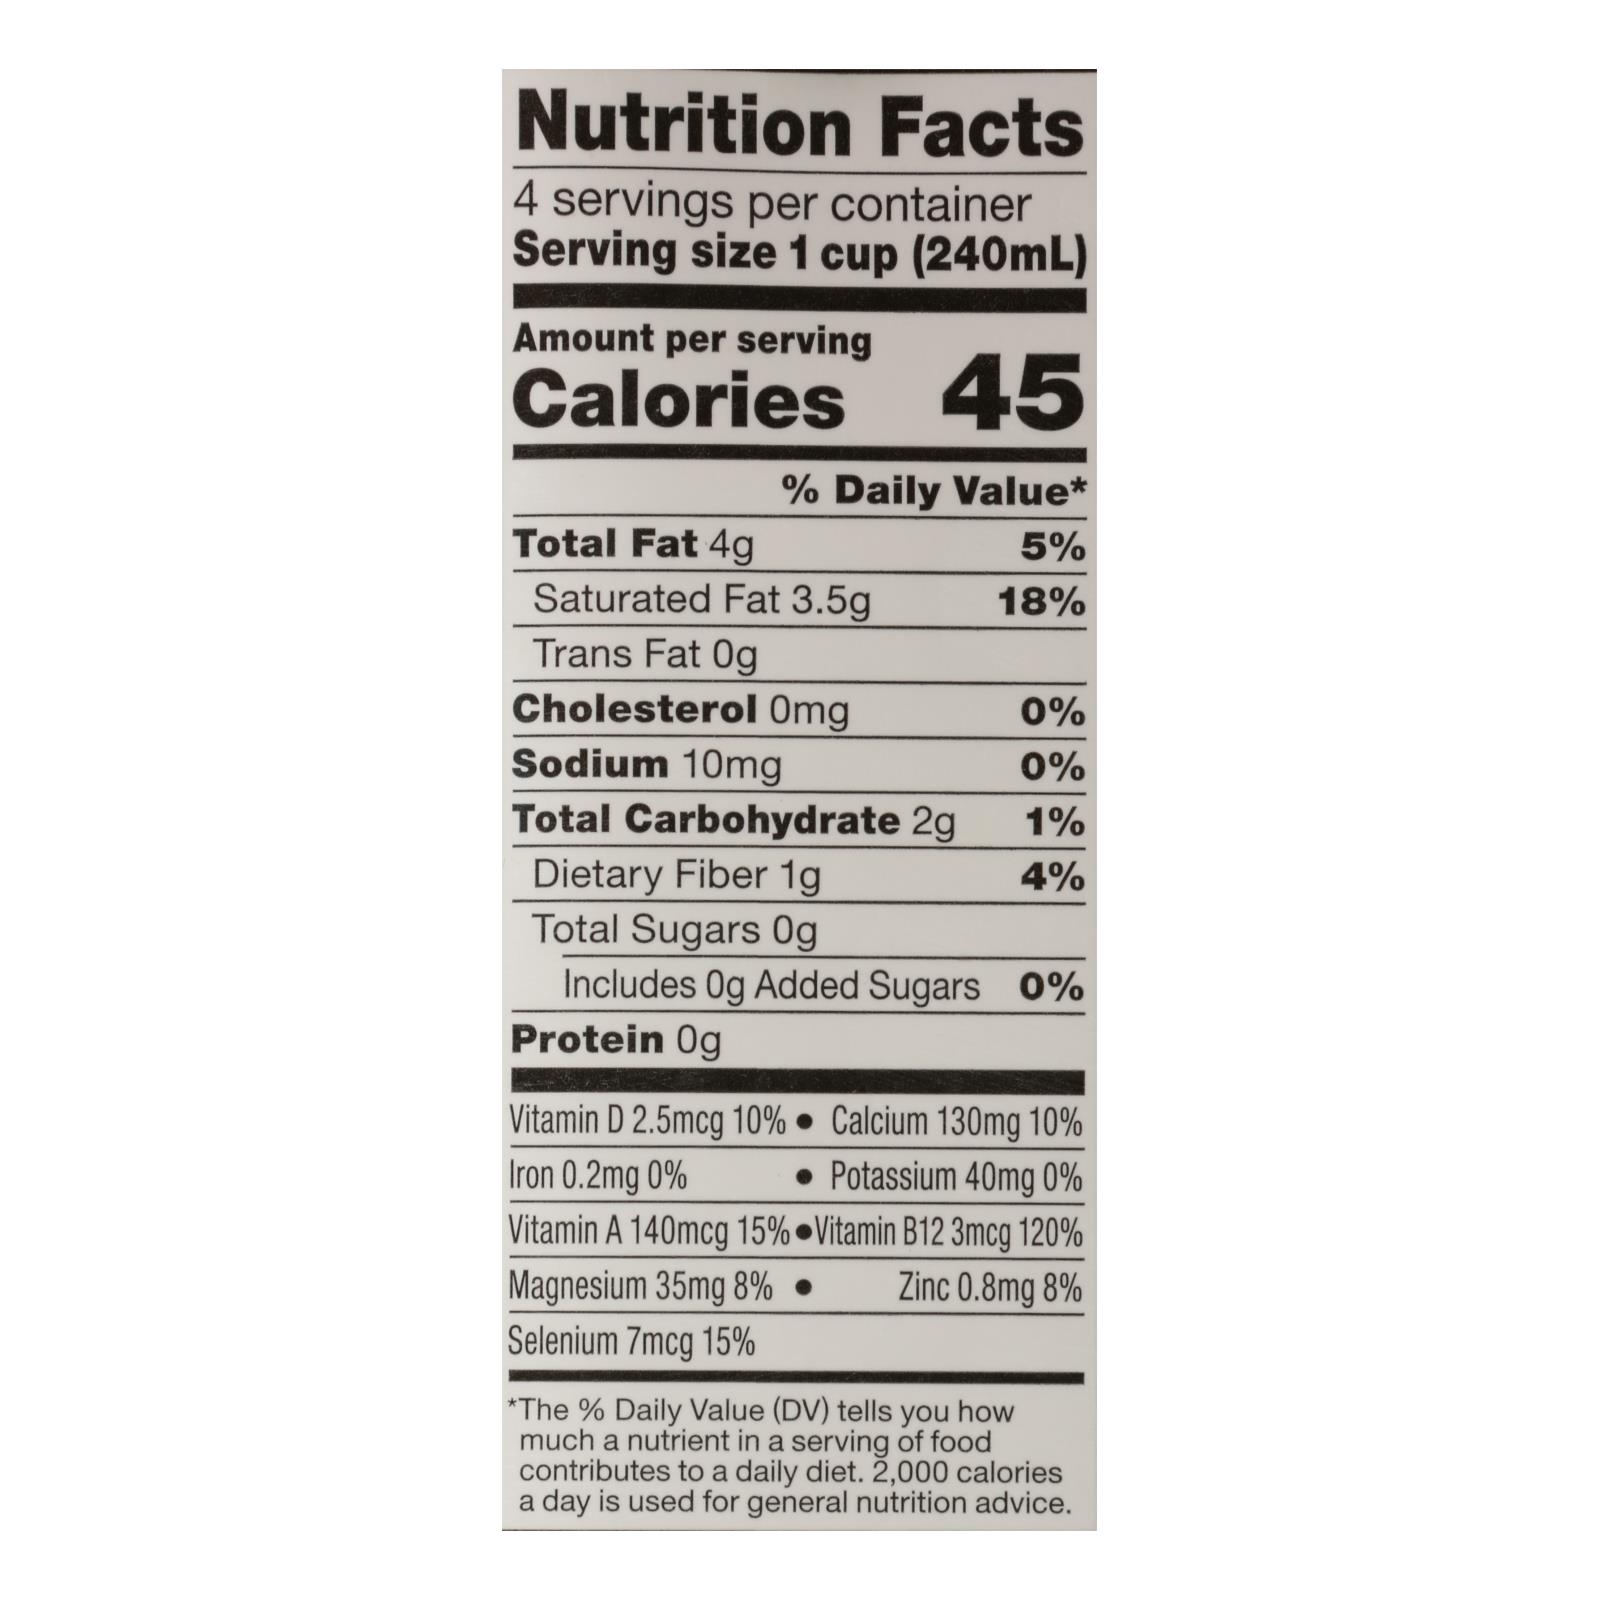 Nutrition Facts
4 servings per container
Serving size 1 cup (240mL)
Amount per serving
Calories 45
% Daily Value*
Total Fat 4g 5%
Saturated Fat 3.5g 18%
Trans Fat 0g
Cholesterol 0mg 0%
Sodium 10mg 0%
Total Carbohydrate 2g 1%
Dietary Fiber 1g 4%
Total Sugars 0g
Includes 0g Added Sugars 0%
Protein 0g
Vitamin D 2.5mcg 10% • Calcium 130mg 10%
Iron 0.2mg 0% • Potassium 40mg 0%
Vitamin A 140mcg 15% • Vitamin B12 3mcg 120%
Magnesium 35mg 8% • Zinc 0.8mg 8%
Selenium 7mcg 15%
*The % Daily Value (DV) tells you how
much a nutrient in a serving of food
contributes to a daily diet. 2,000 calories
a day is used for general nutrition advice.